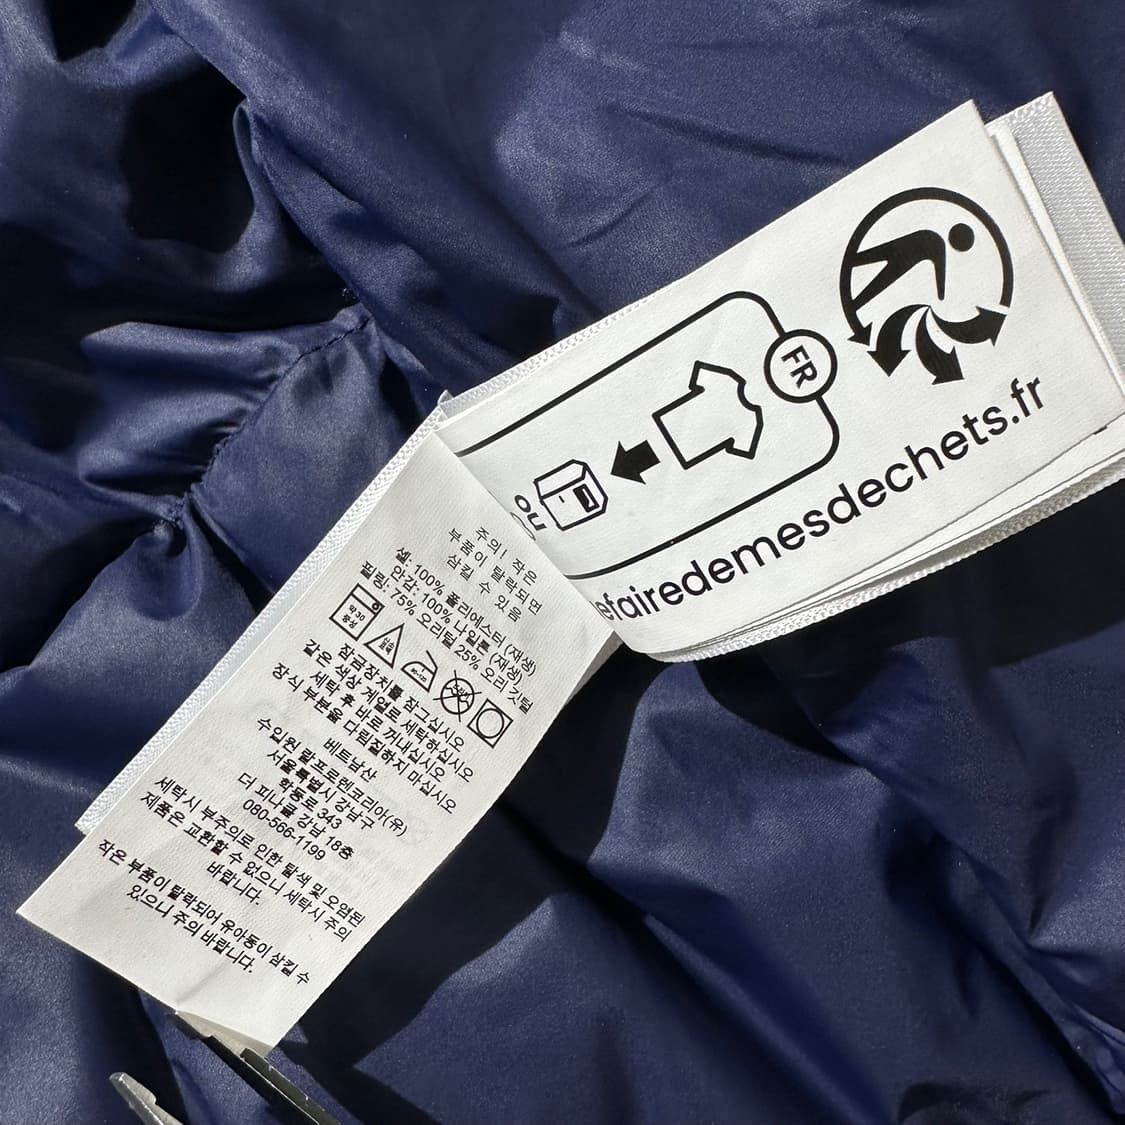 FR
OU
efairedemesdechets.fr
주의! 작은
부품이 탈락되면
삼킬 수 있음
셸: 100% 폴리에스터 (재생)
안감: 100% 나일론 (재생)
필링: 75% 오리털 25% 오리 깃털
약 30
중성
잠금장치를 잠그십시오
같은 색상 계열로 세탁하십시오
세탁 후 바로 꺼내십시오
장식 부분을 다림질하지 마십시오
베트남산
수입원 랄프로렌코리아(유)
서울특별시 강남구
학동로 343
더 피나클 강남 18층
080-566-1199
세탁시 부주의로 인한 탈색 및 오염된
제품은 교환할 수 없으니 세탁시 주의
바랍니다.
작은 부품이 탈락되어 유아동이 삼킬 수
있으니 주의 바랍니다.